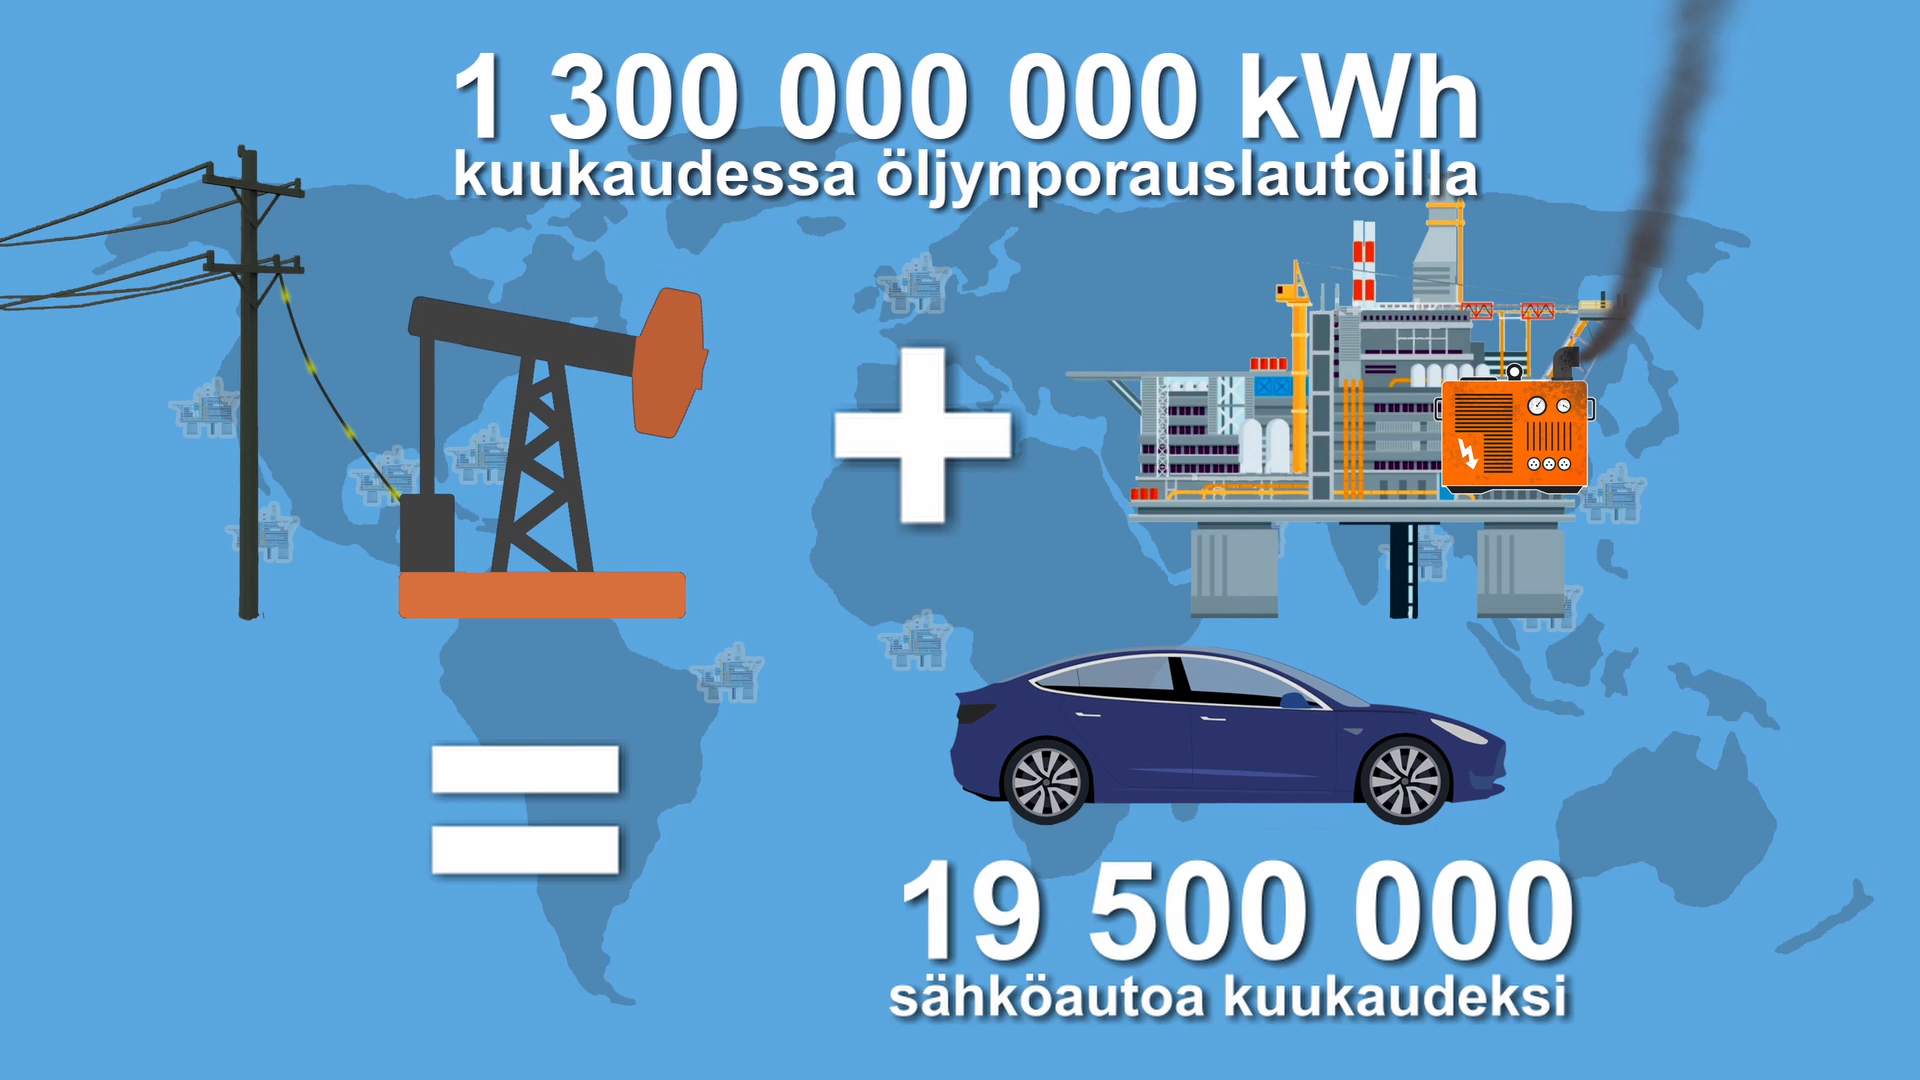 1 300 000 000 kWh
kuukaudessa öljynporauslautoilla
19 500 000
sähköautoa kuukaudeksi